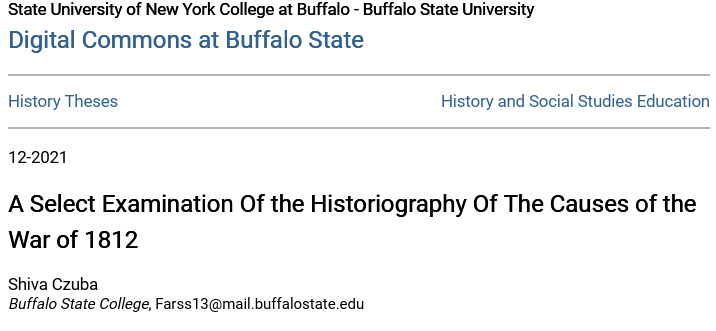 State University of New York College at Buffalo - Buffalo State University
Digital Commons at Buffalo State
History Theses
History and Social Studies Education
12-2021
A Select Examination Of the Historiography Of The Causes of the
War of 1812
Shiva Czuba
Buffalo State College, Farss13@mail.buffalostate.edu